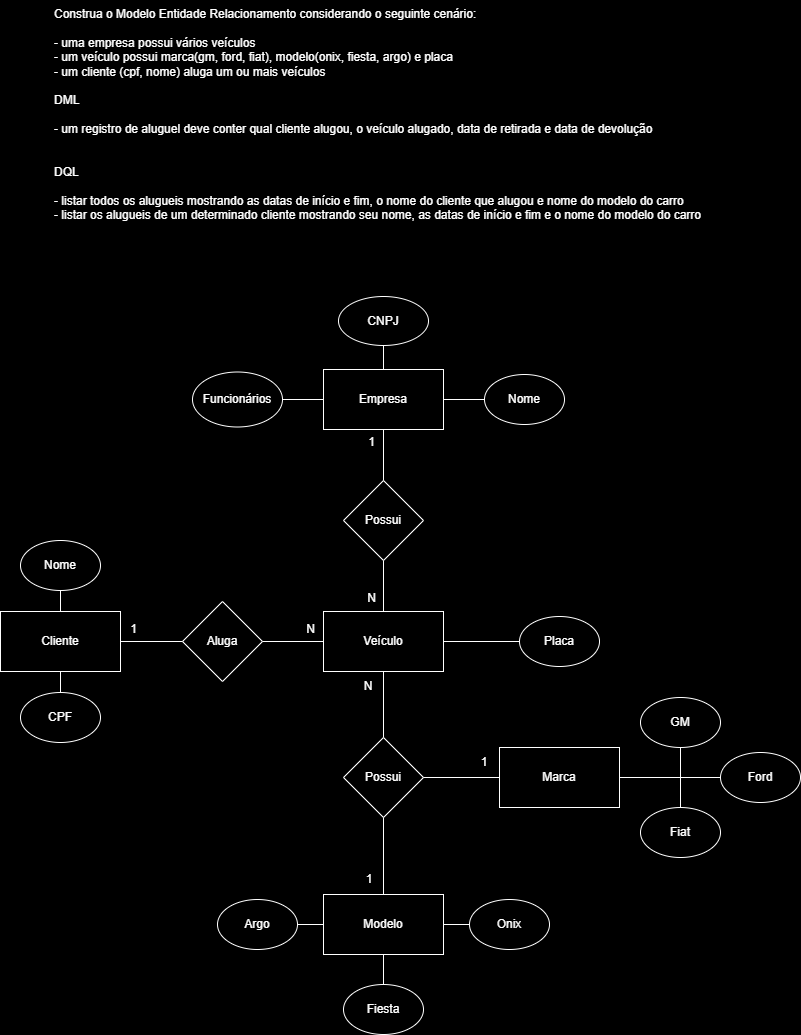 Construa o Modelo Entidade Relacionamento considerando o seguinte cenário:
- uma empresa possui vários veículos
- um veículo possui marca(gm, ford, fiat), modelo(onix, fiesta, argo) e placa
- um cliente (cpf, nome) aluga um ou mais veículos
DML
- um registro de aluguel deve conter qual cliente alugou, o veículo alugado, data de retirada e data de devolução
DQL
- listar todos os alugueis mostrando as datas de início e fim, o nome do cliente que alugou e nome do modelo do carro
- listar os alugueis de um determinado cliente mostrando seu nome, as datas de início e fim e o nome do modelo do carro
CNPJ
Funcionários
Empresa
Nome
1
Possui
N
Nome
Cliente
1
Aluga
N
Veículo
Placa
CPF
N
GM
1
Possui
Marca
Ford
Fiat
1
Argo
Modelo
Onix
Fiesta